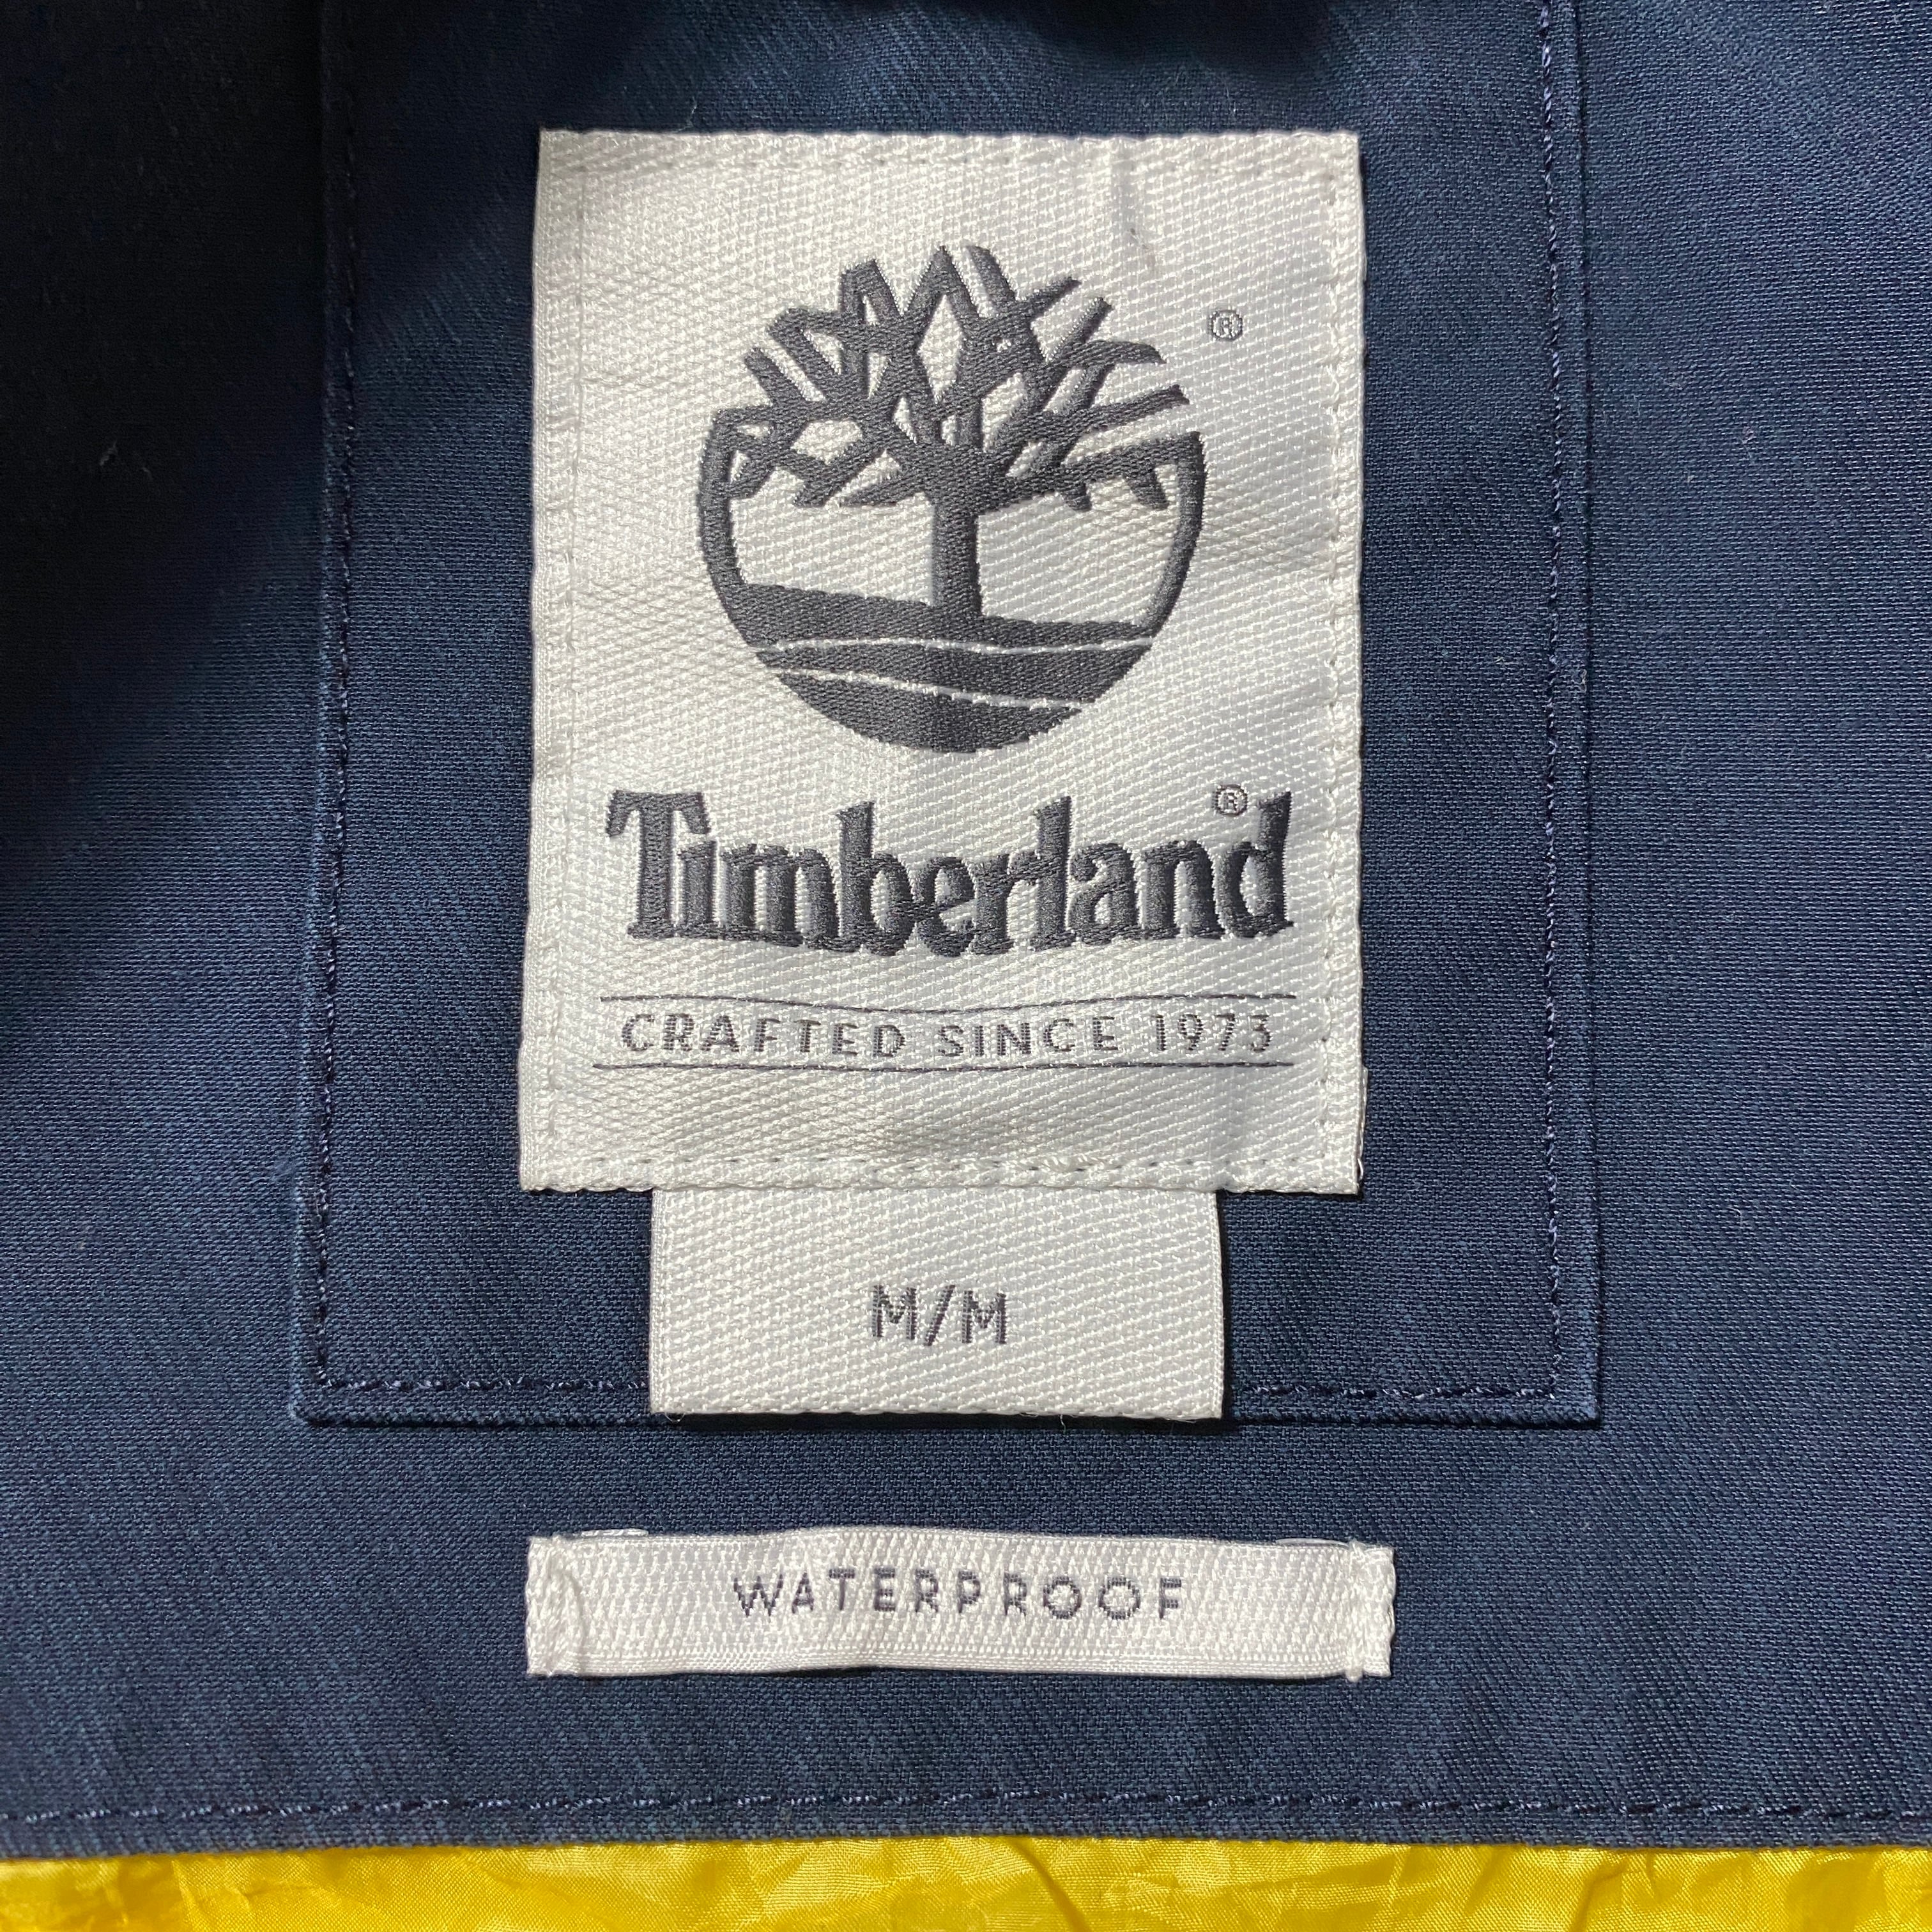 ®
Timberland®
CRAFTED SINCE 1973
M/M
WATERPROOF